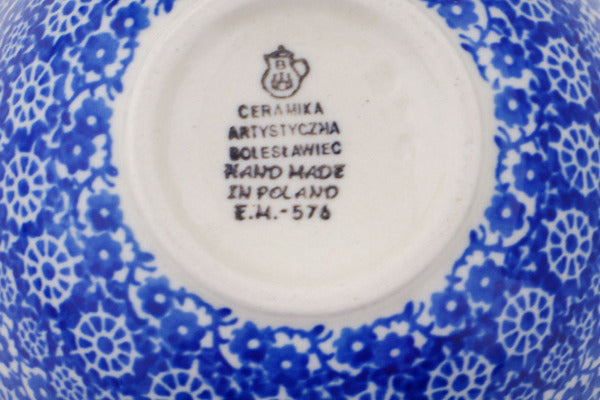 B
CERAMIKA
ARTYSTYCZNA
BOLESŁAWIEC
HAND MADE
IN POLAND
E.M.-576